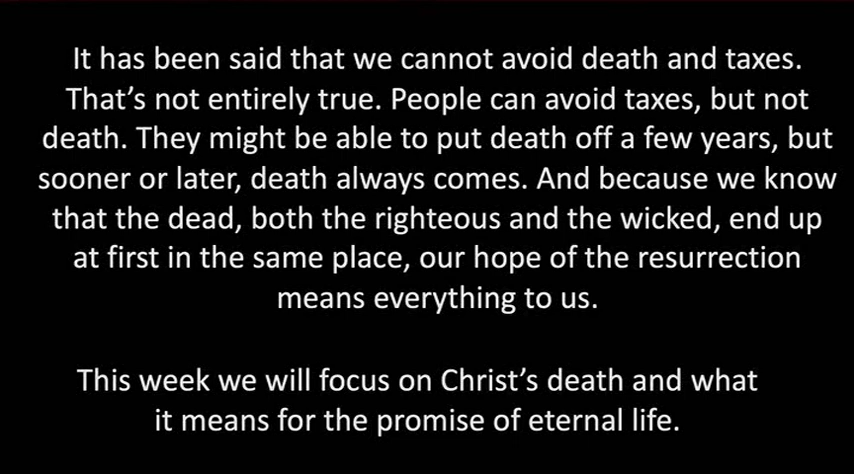 It has been said that we cannot avoid death and taxes.
That’s not entirely true. People can avoid taxes, but not
death. They might be able to put death off a few years, but
sooner or later, death always comes. And because we know
that the dead, both the righteous and the wicked, end up
at first in the same place, our hope of the resurrection
means everything to us.
This week we will focus on Christ’s death and what
it means for the promise of eternal life.